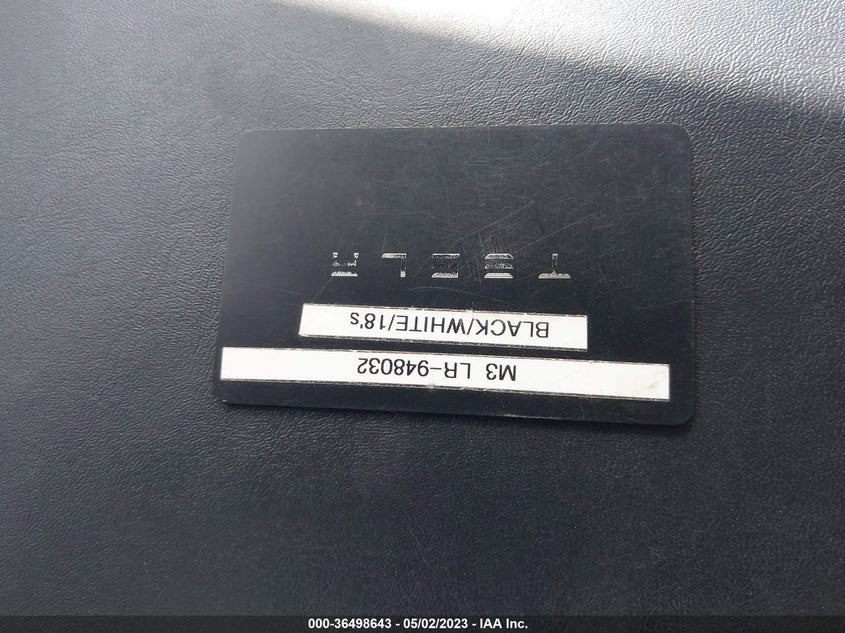 M3 LR-948032
BLACK/WHITE/18's
TESLA
000-36498643 - 05/02/2023 - IAA Inc.